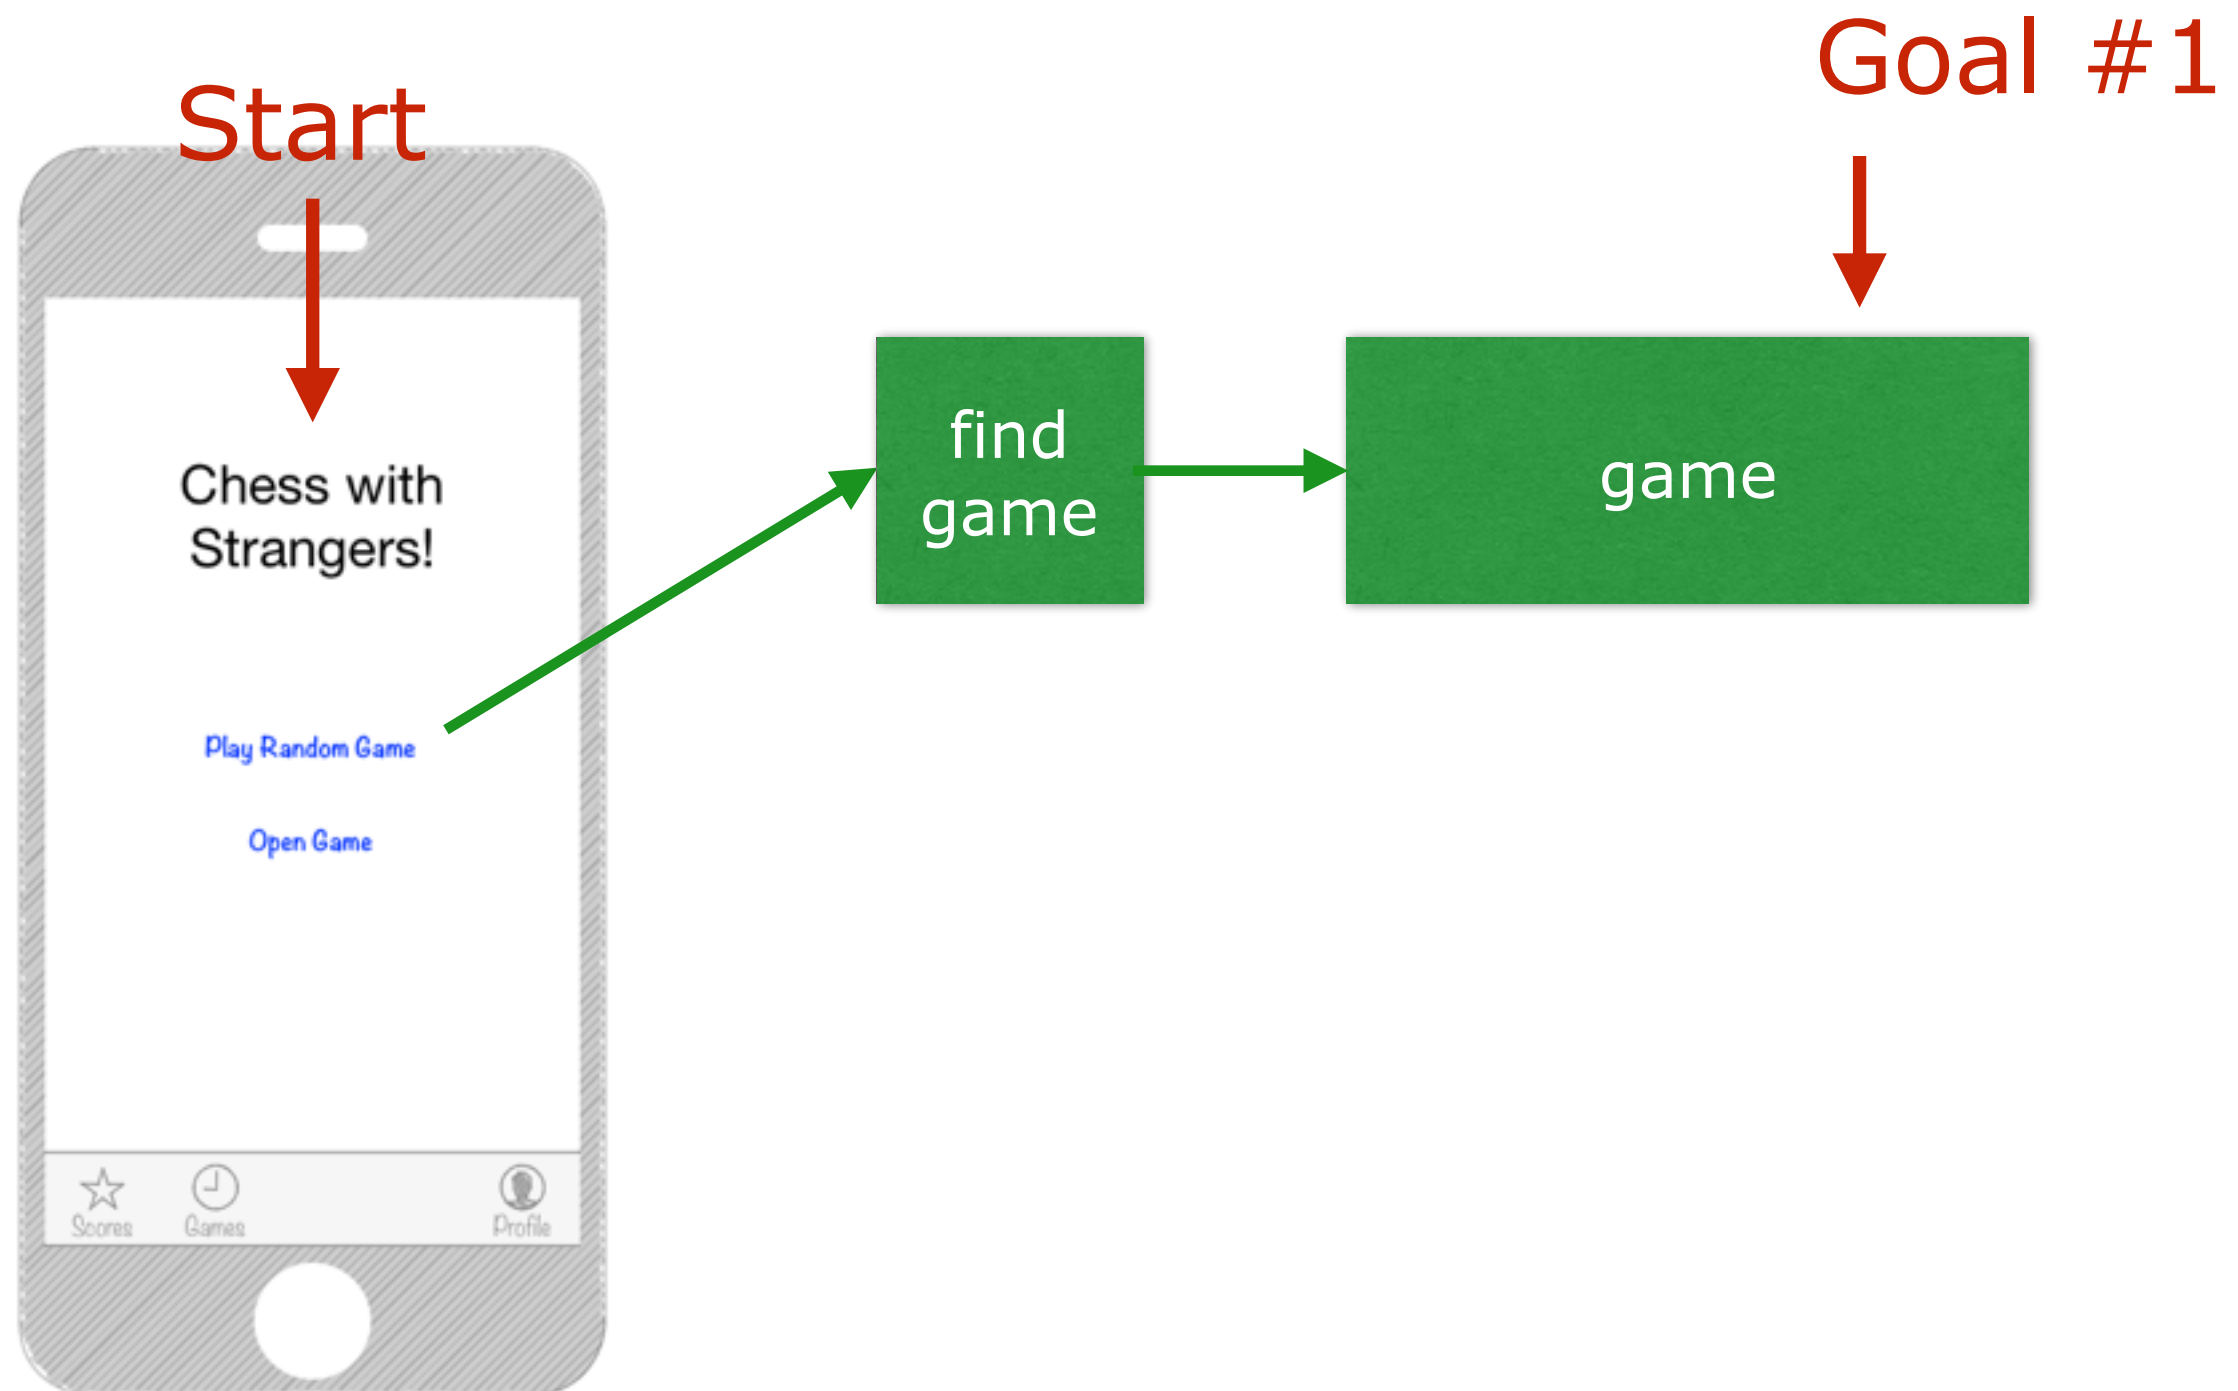 Goal #1
Start
find
game
game
Chess with
Strangers!
Play Random Game
Open Game
Scores
Games
Profile